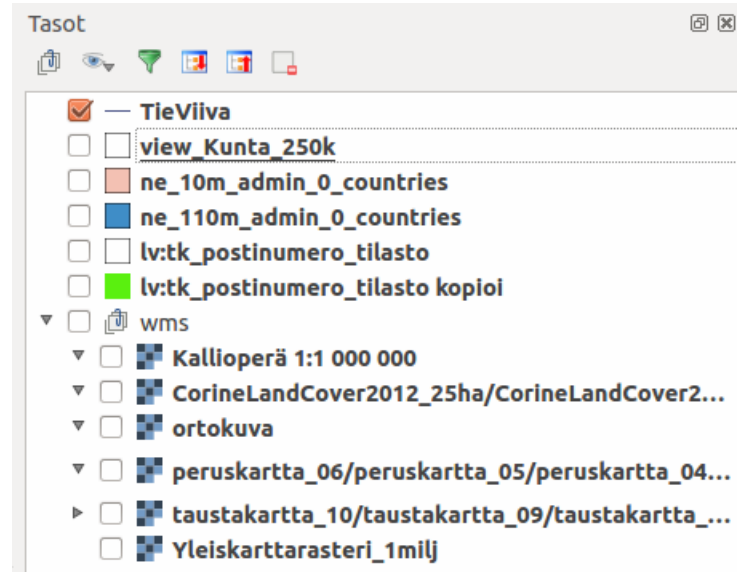 Tasot
TieViiva
view_Kunta_250k
ne_10m_admin_0_countries
ne_110m_admin_0_countries
lv:tk_postinumero_tilasto
lv:tk_postinumero_tilasto kopioi
wms
Kallioperä 1:1 000 000
CorineLandCover2012_25ha/CorineLandCover2...
ortokuva
peruskartta_06/peruskartta_05/peruskartta_04...
taustakartta_10/taustakartta_09/taustakartta_...
Yleiskarttarasteri_1milj